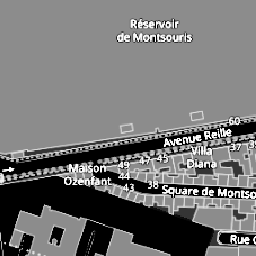 Réservoir
de Montsouris
60
Avenue Reille
37
Villa
Diana
49 47 45
Maison
Ozenfant
44
43 38
Square de Montso
Rue